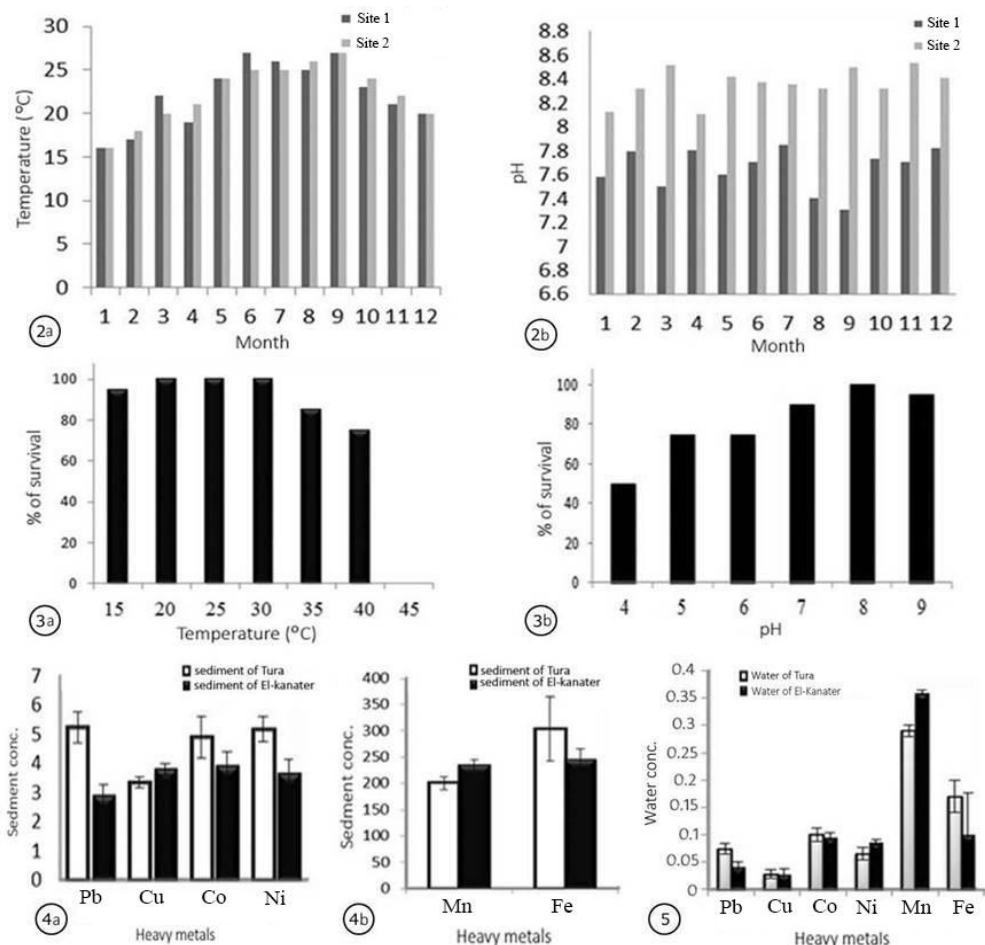 Site 1
Site 2
Temperature (°C)
30
25
20
15
10
5
0
1 2 3 4 5 6 7 8 9 10 11 12
Month
2a
Site 1
Site 2
pH
8.8
8.6
8.4
8.2
8
7.8
7.6
7.4
7.2
7
6.8
6.6
1 2 3 4 5 6 7 8 9 10 11 12
Month
2b
% of survival
100
80
60
40
20
0
15 20 25 30 35 40 45
Temperature (°C)
3a
% of survival
100
80
60
40
20
0
4 5 6 7 8 9
pH
3b
sediment of Tura
sediment of El-kanater
Sedment conc.
7
6
5
4
3
2
1
0
Pb Cu Co Ni
Heavy metals
4a
sediment of Tura
sediment of El-kanater
Sedment conc.
400
350
300
250
200
150
100
50
0
Mn Fe
Heavy metals
4b
Water of Tura
Water of El-Kanater
Water conc.
0.4
0.35
0.3
0.25
0.2
0.15
0.1
0.05
0
Pb Cu Co Ni Mn Fe
Heavy metals
5